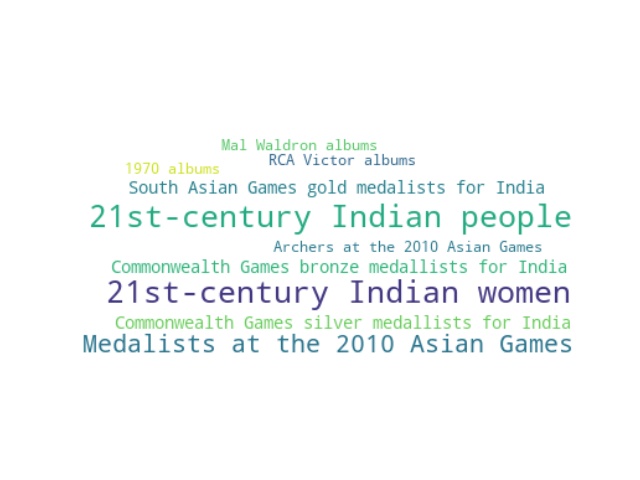 Mal Waldron albums
RCA Victor albums
1970 albums
South Asian Games gold medalists for India
21st-century Indian people
Archers at the 2010 Asian Games
Commonwealth Games bronze medallists for India
21st-century Indian women
Commonwealth Games silver medallists for India
Medalists at the 2010 Asian Games